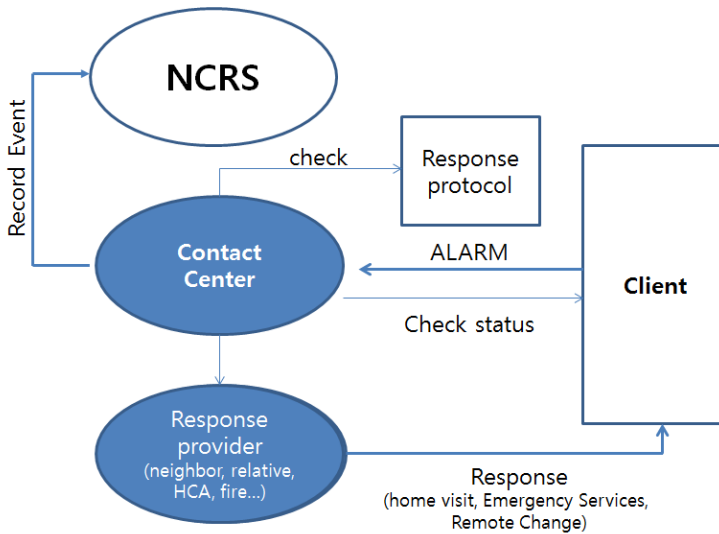 NCRS
Record Event
check
Response
protocol
Contact
Center
ALARM
Client
Check status
Response
provider
(neighbor, relative,
HCA, fire...)
Response
(home visit, Emergency Services,
Remote Change)